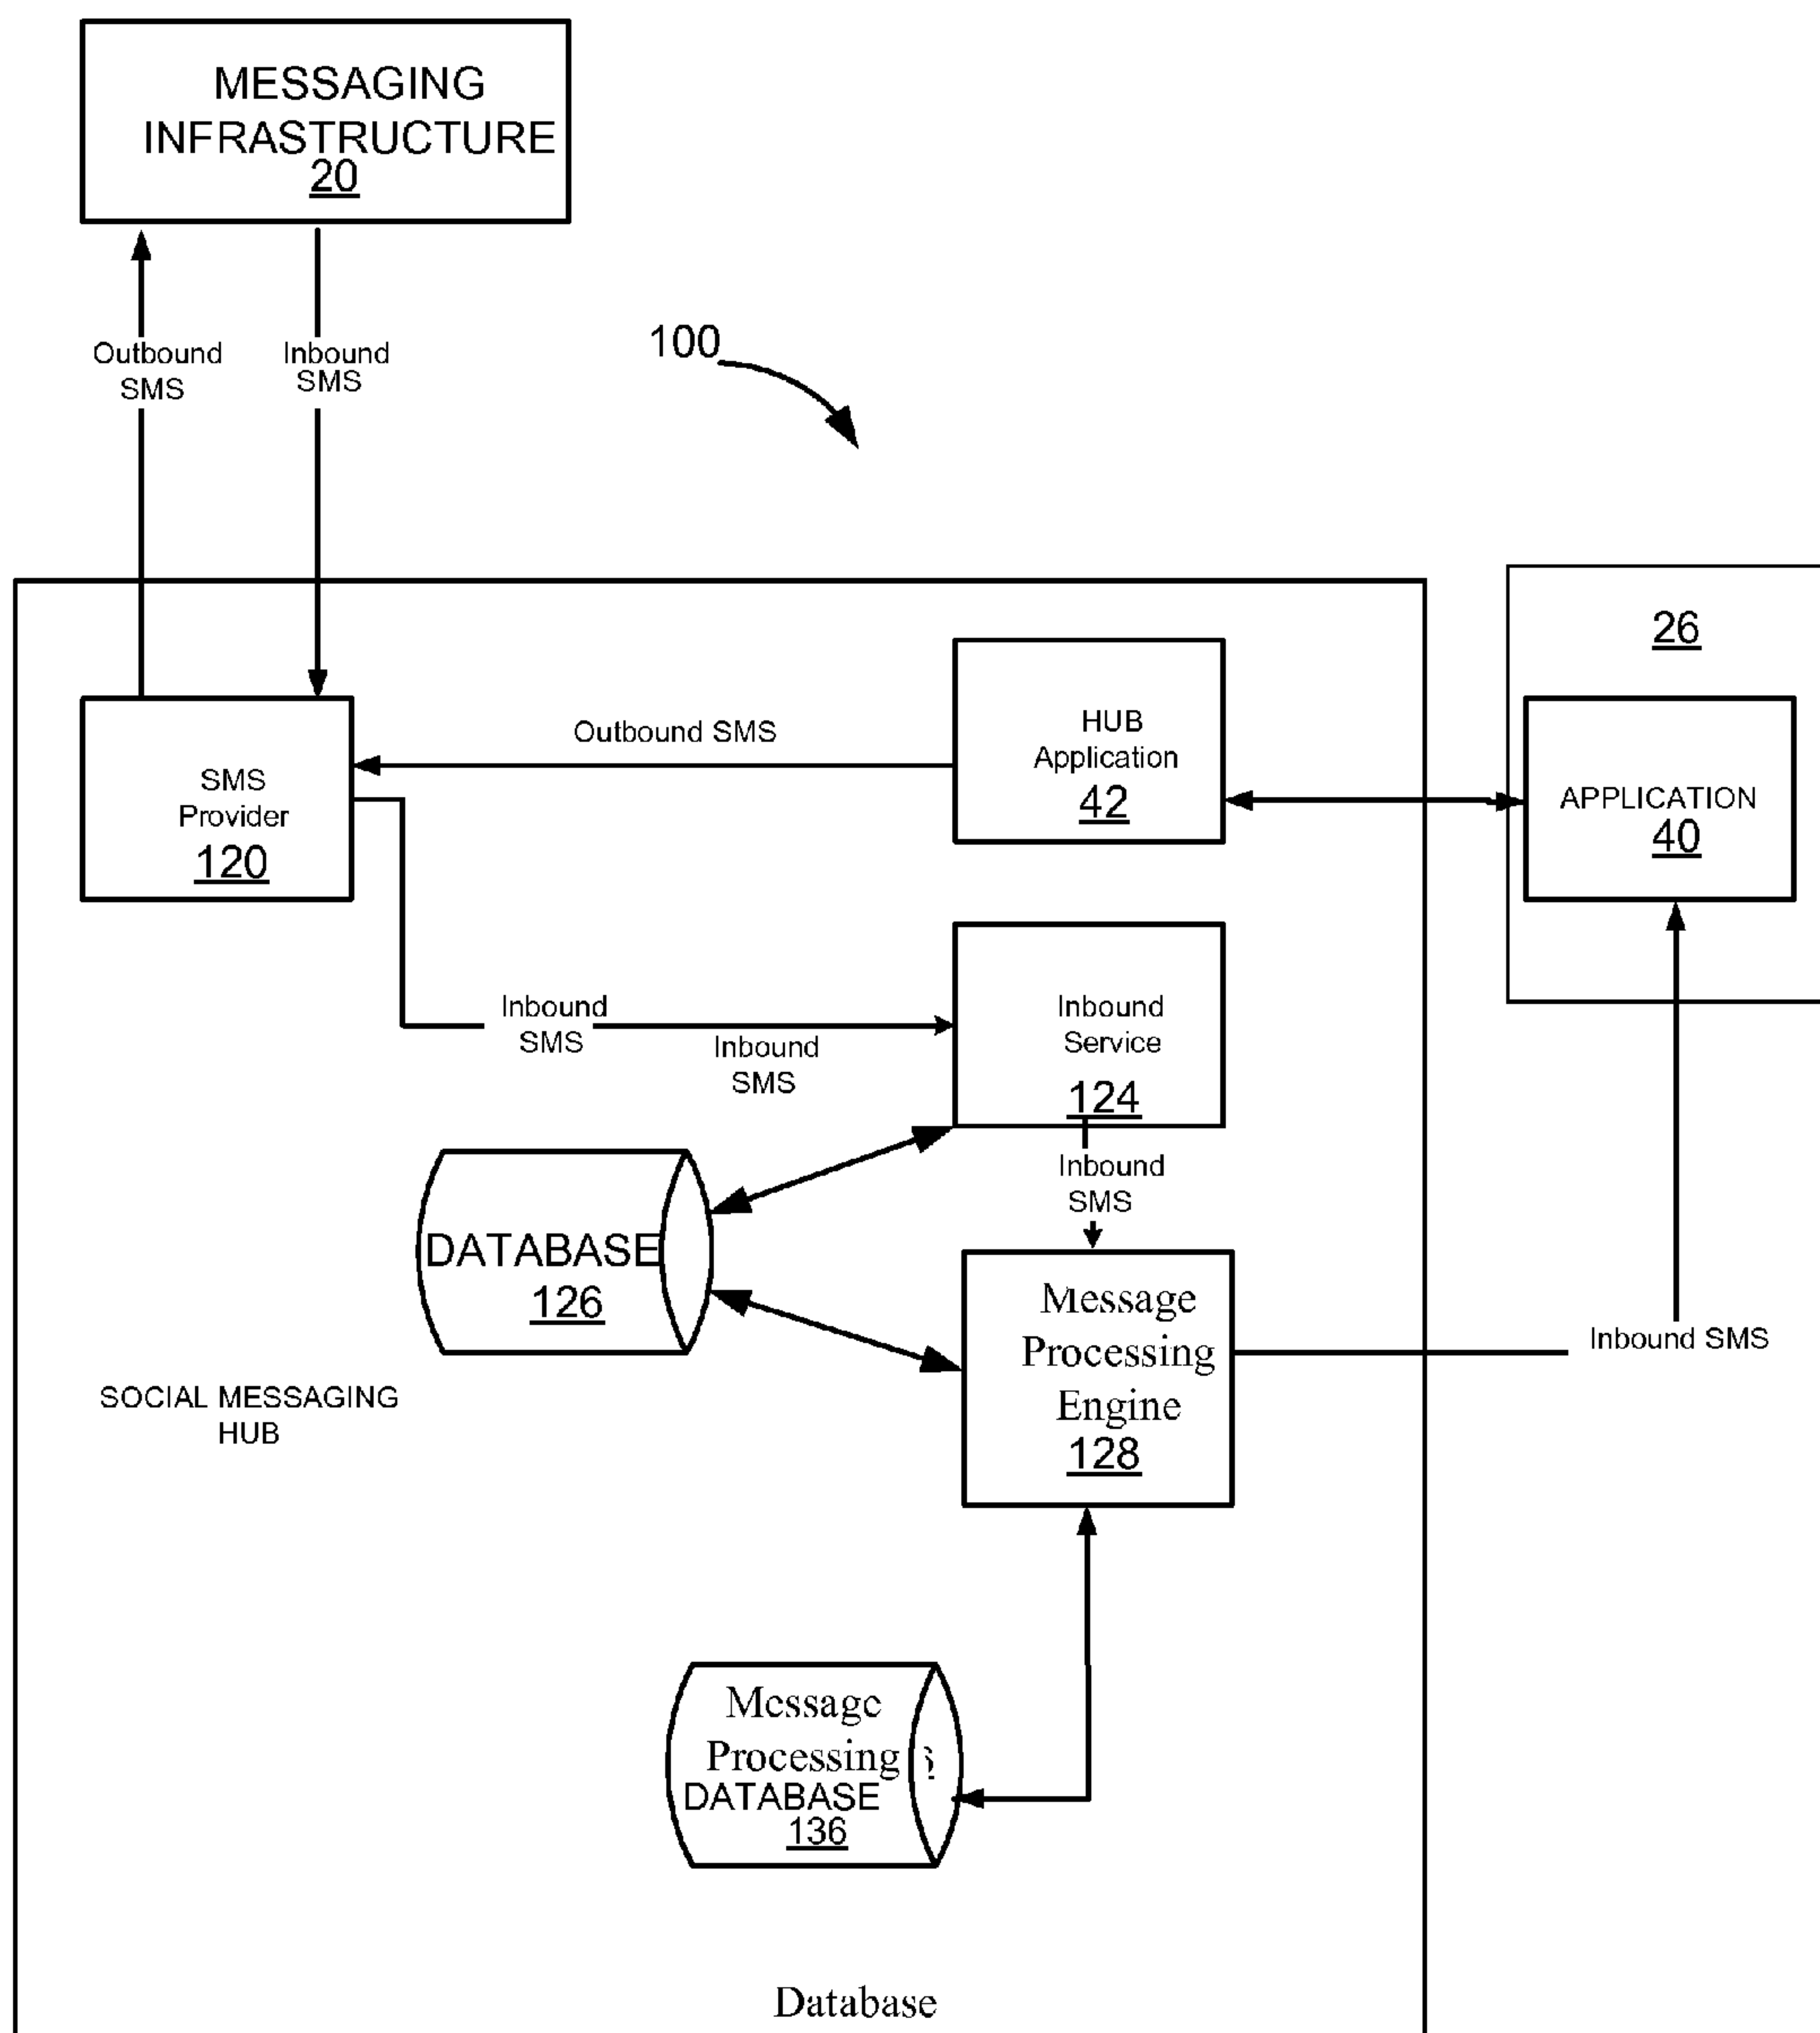 MESSAGING
INFRASTRUCTURE
20
Outbound
SMS
Inbound
SMS
100
26
HUB
Application
42
Outbound SMS
SMS
Provider
120
APPLICATION
40
Inbound
SMS
Inbound
SMS
Inbound
Service
124
Inbound
SMS
DATABASE
126
Message
Processing
Engine
128
Inbound SMS
SOCIAL MESSAGING
HUB
Message
Processing
DATABASE
136
Database